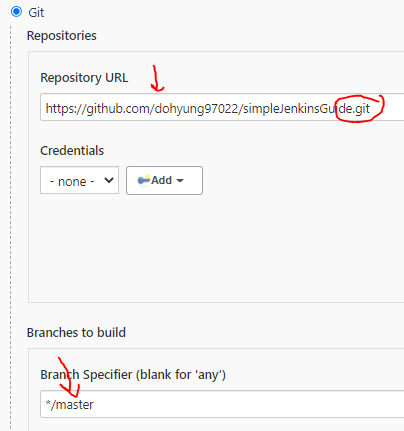 Git
Repositories
Repository URL
https://github.com/dohyung97022/simpleJenkinsGuide.git
Credentials
- none -
Add
Branches to build
Branch Specifier (blank for 'any')
*/master